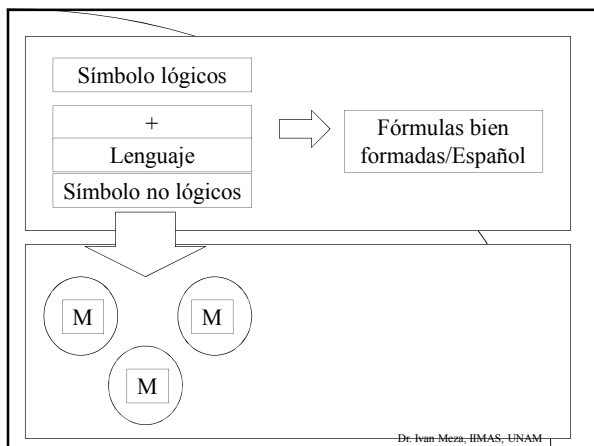 Símbolo lógicos
+
Lenguaje
Símbolo no lógicos
Fórmulas bien
formadas/Español
M
M
M
Dr. Ivan Meza, IIMAS, UNAM